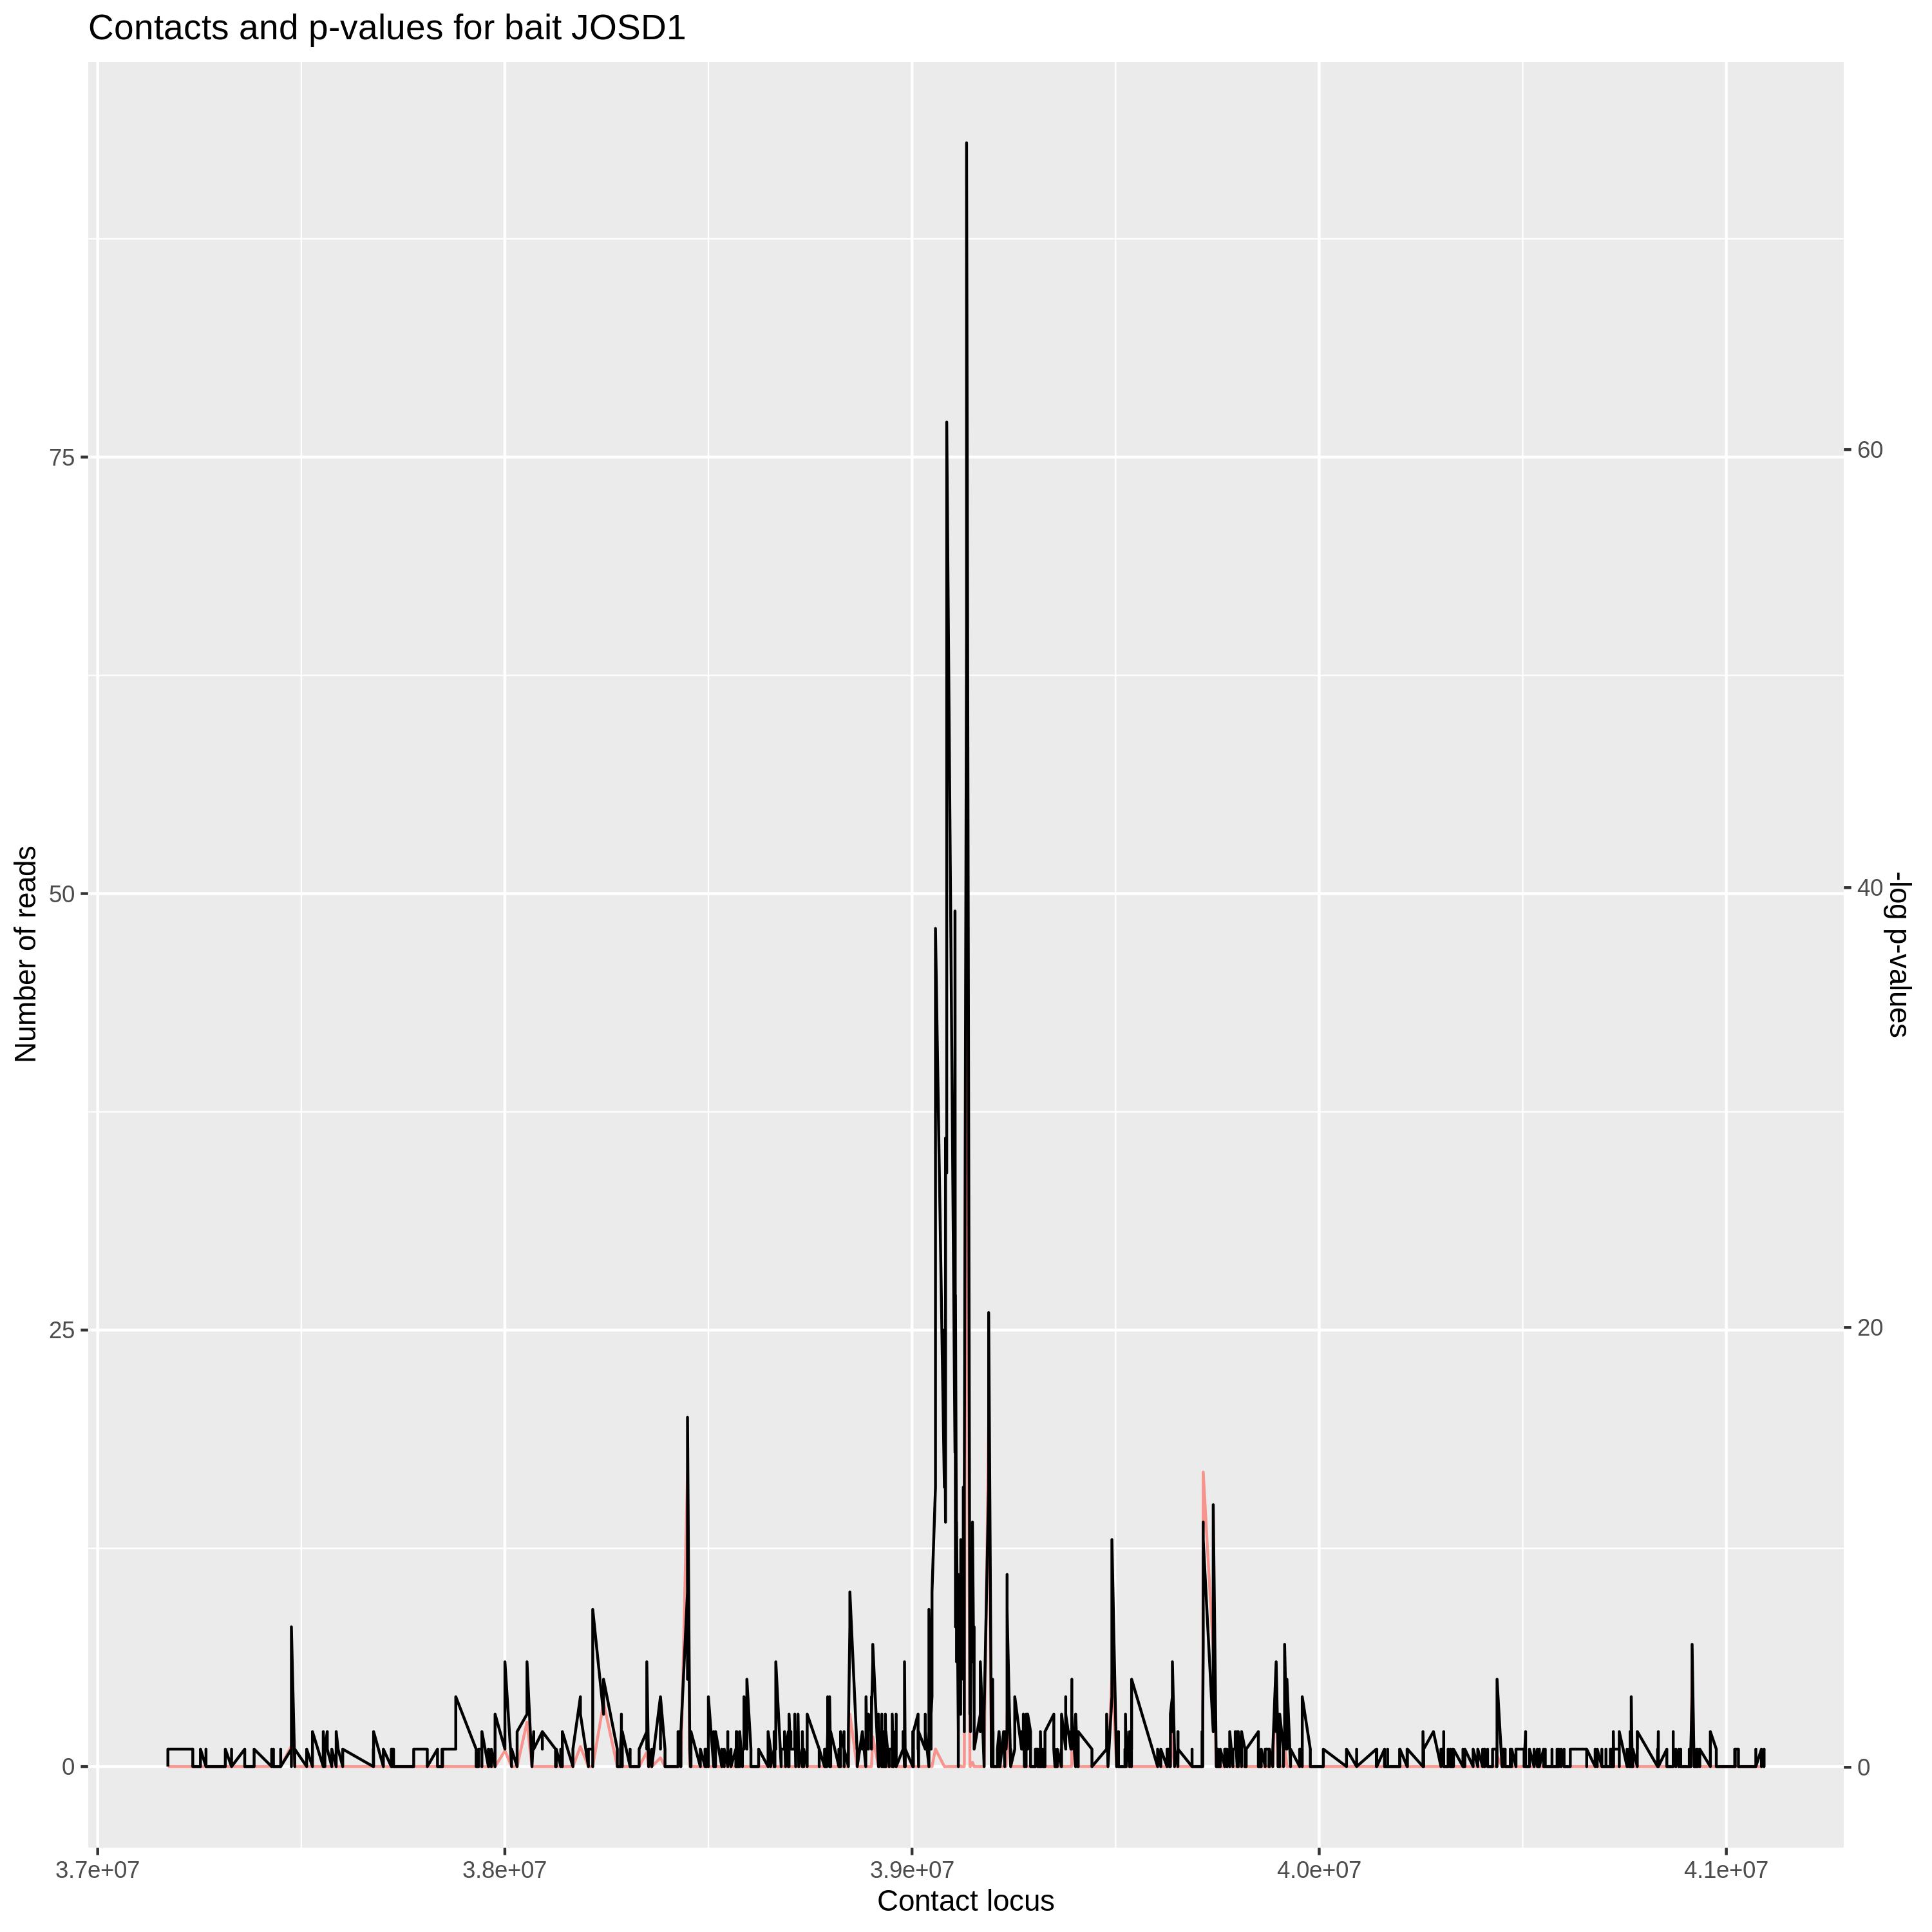 Contacts and p-values for bait JOSD1
75
50
25
0
60
40
20
0
Number of reads
-log p-values
3.7e+07 3.8e+07 3.9e+07 4.0e+07 4.1e+07
Contact locus